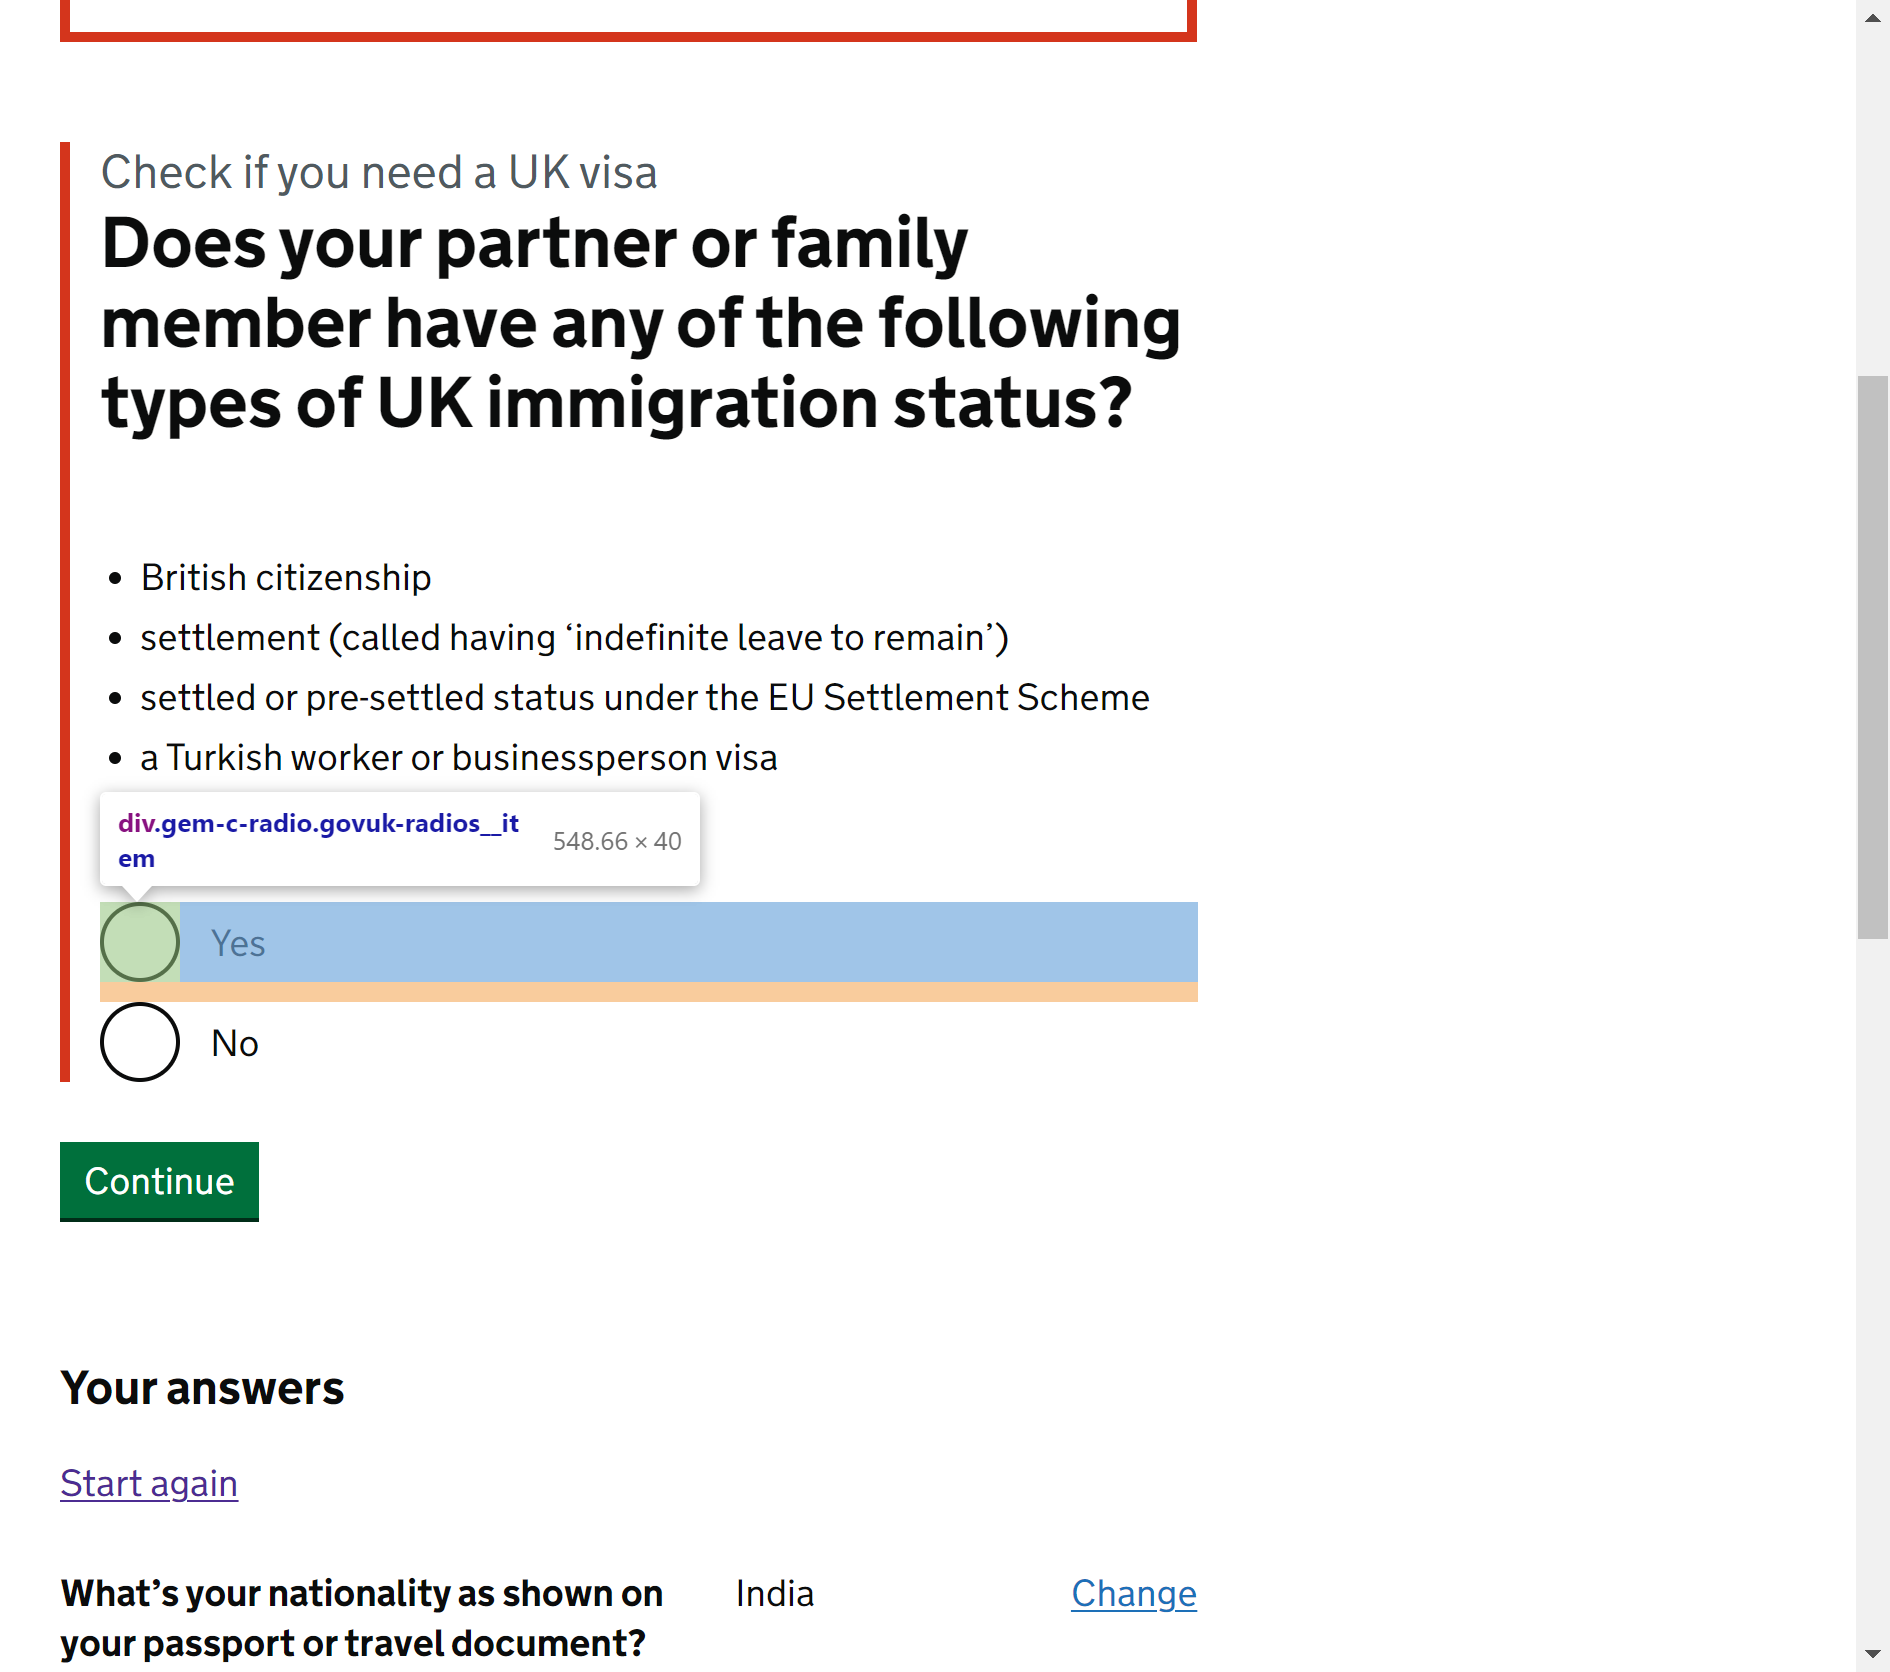 Check if you need a UK visa
Does your partner or family
member have any of the following
types of UK immigration status?
• British citizenship
• settlement (called having ‘indefinite leave to remain’)
• settled or pre-settled status under the EU Settlement Scheme
• a Turkish worker or businessperson visa
div.gem-c-radio.govuk-radios__it
em
548.66 × 40
Yes
No
Continue
Your answers
Start again
What’s your nationality as shown on
your passport or travel document?
India
Change